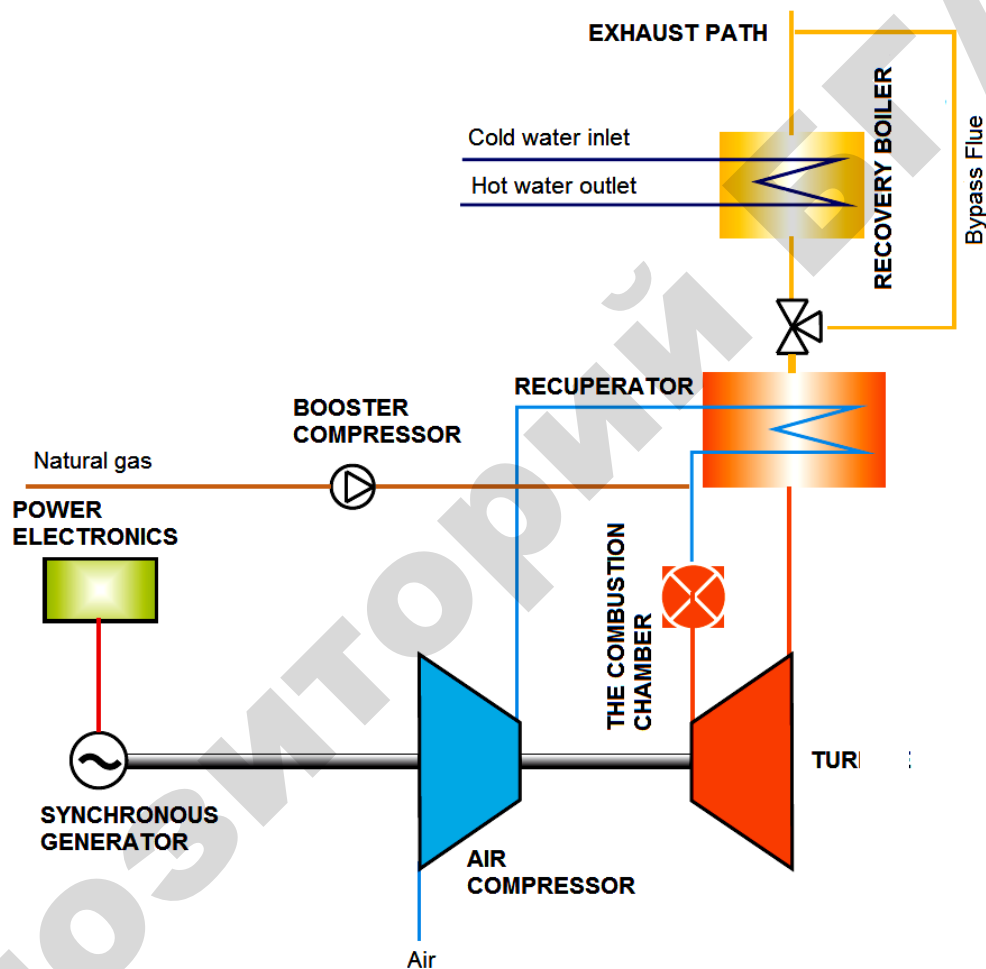 EXHAUST PATH
RECOVERY BOILER
Bypass Flue
Cold water inlet
Hot water outlet
RECUPERATOR
BOOSTER
COMPRESSOR
Natural gas
POWER
ELECTRONICS
THE COMBUSTION
CHAMBER
SYNCHRONOUS
GENERATOR
AIR
COMPRESSOR
Air